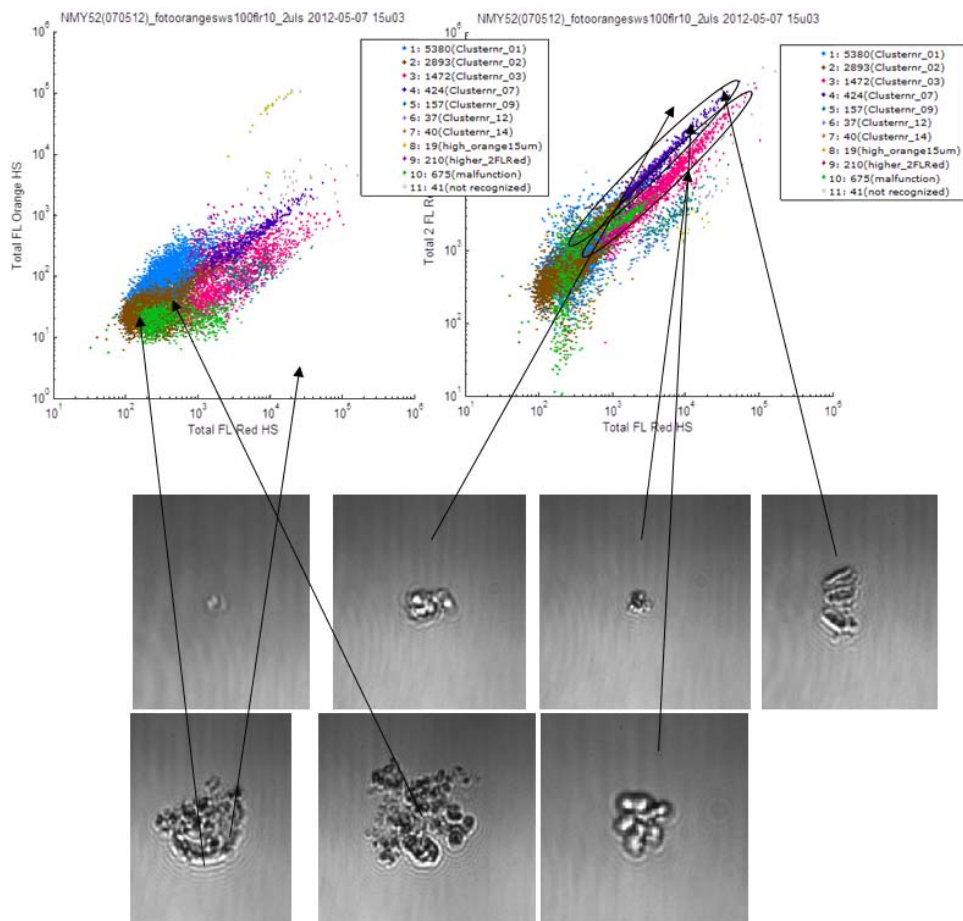 NMY52(070512)_fotoorangesws100flr10_2uls 2012-05-07 15u03
10^6
10^5
10^4
10^3
10^2
10^1
10^0
Total FL Orange HS
10^1 10^2 10^3 10^4 10^5 10^6
Total FL Red HS
1: 5380(Clusternr_01)
2: 2893(Clusternr_02)
3: 1472(Clusternr_03)
4: 424(Clusternr_07)
5: 157(Clusternr_09)
6: 37(Clusternr_12)
7: 40(Clusternr_14)
8: 19(high_orange15um)
9: 210(higher_2FLRed)
10: 675(malfunction)
11: 41(not recognized)
NMY52(070512)_fotoorangesws100flr10_2uls 2012-05-07 15u03
10^6
10^3
10^2
10^1
Total 2 FL
10^1 10^2 10^3 10^4 10^5 10^6
Total FL Red HS
1: 5380(Clusternr_01)
2: 2893(Clusternr_02)
3: 1472(Clusternr_03)
4: 424(Clusternr_07)
5: 157(Clusternr_09)
6: 37(Clusternr_12)
7: 40(Clusternr_14)
8: 19(high_orange15um)
9: 210(higher_2FLRed)
10: 675(malfunction)
11: 41(not recognized)